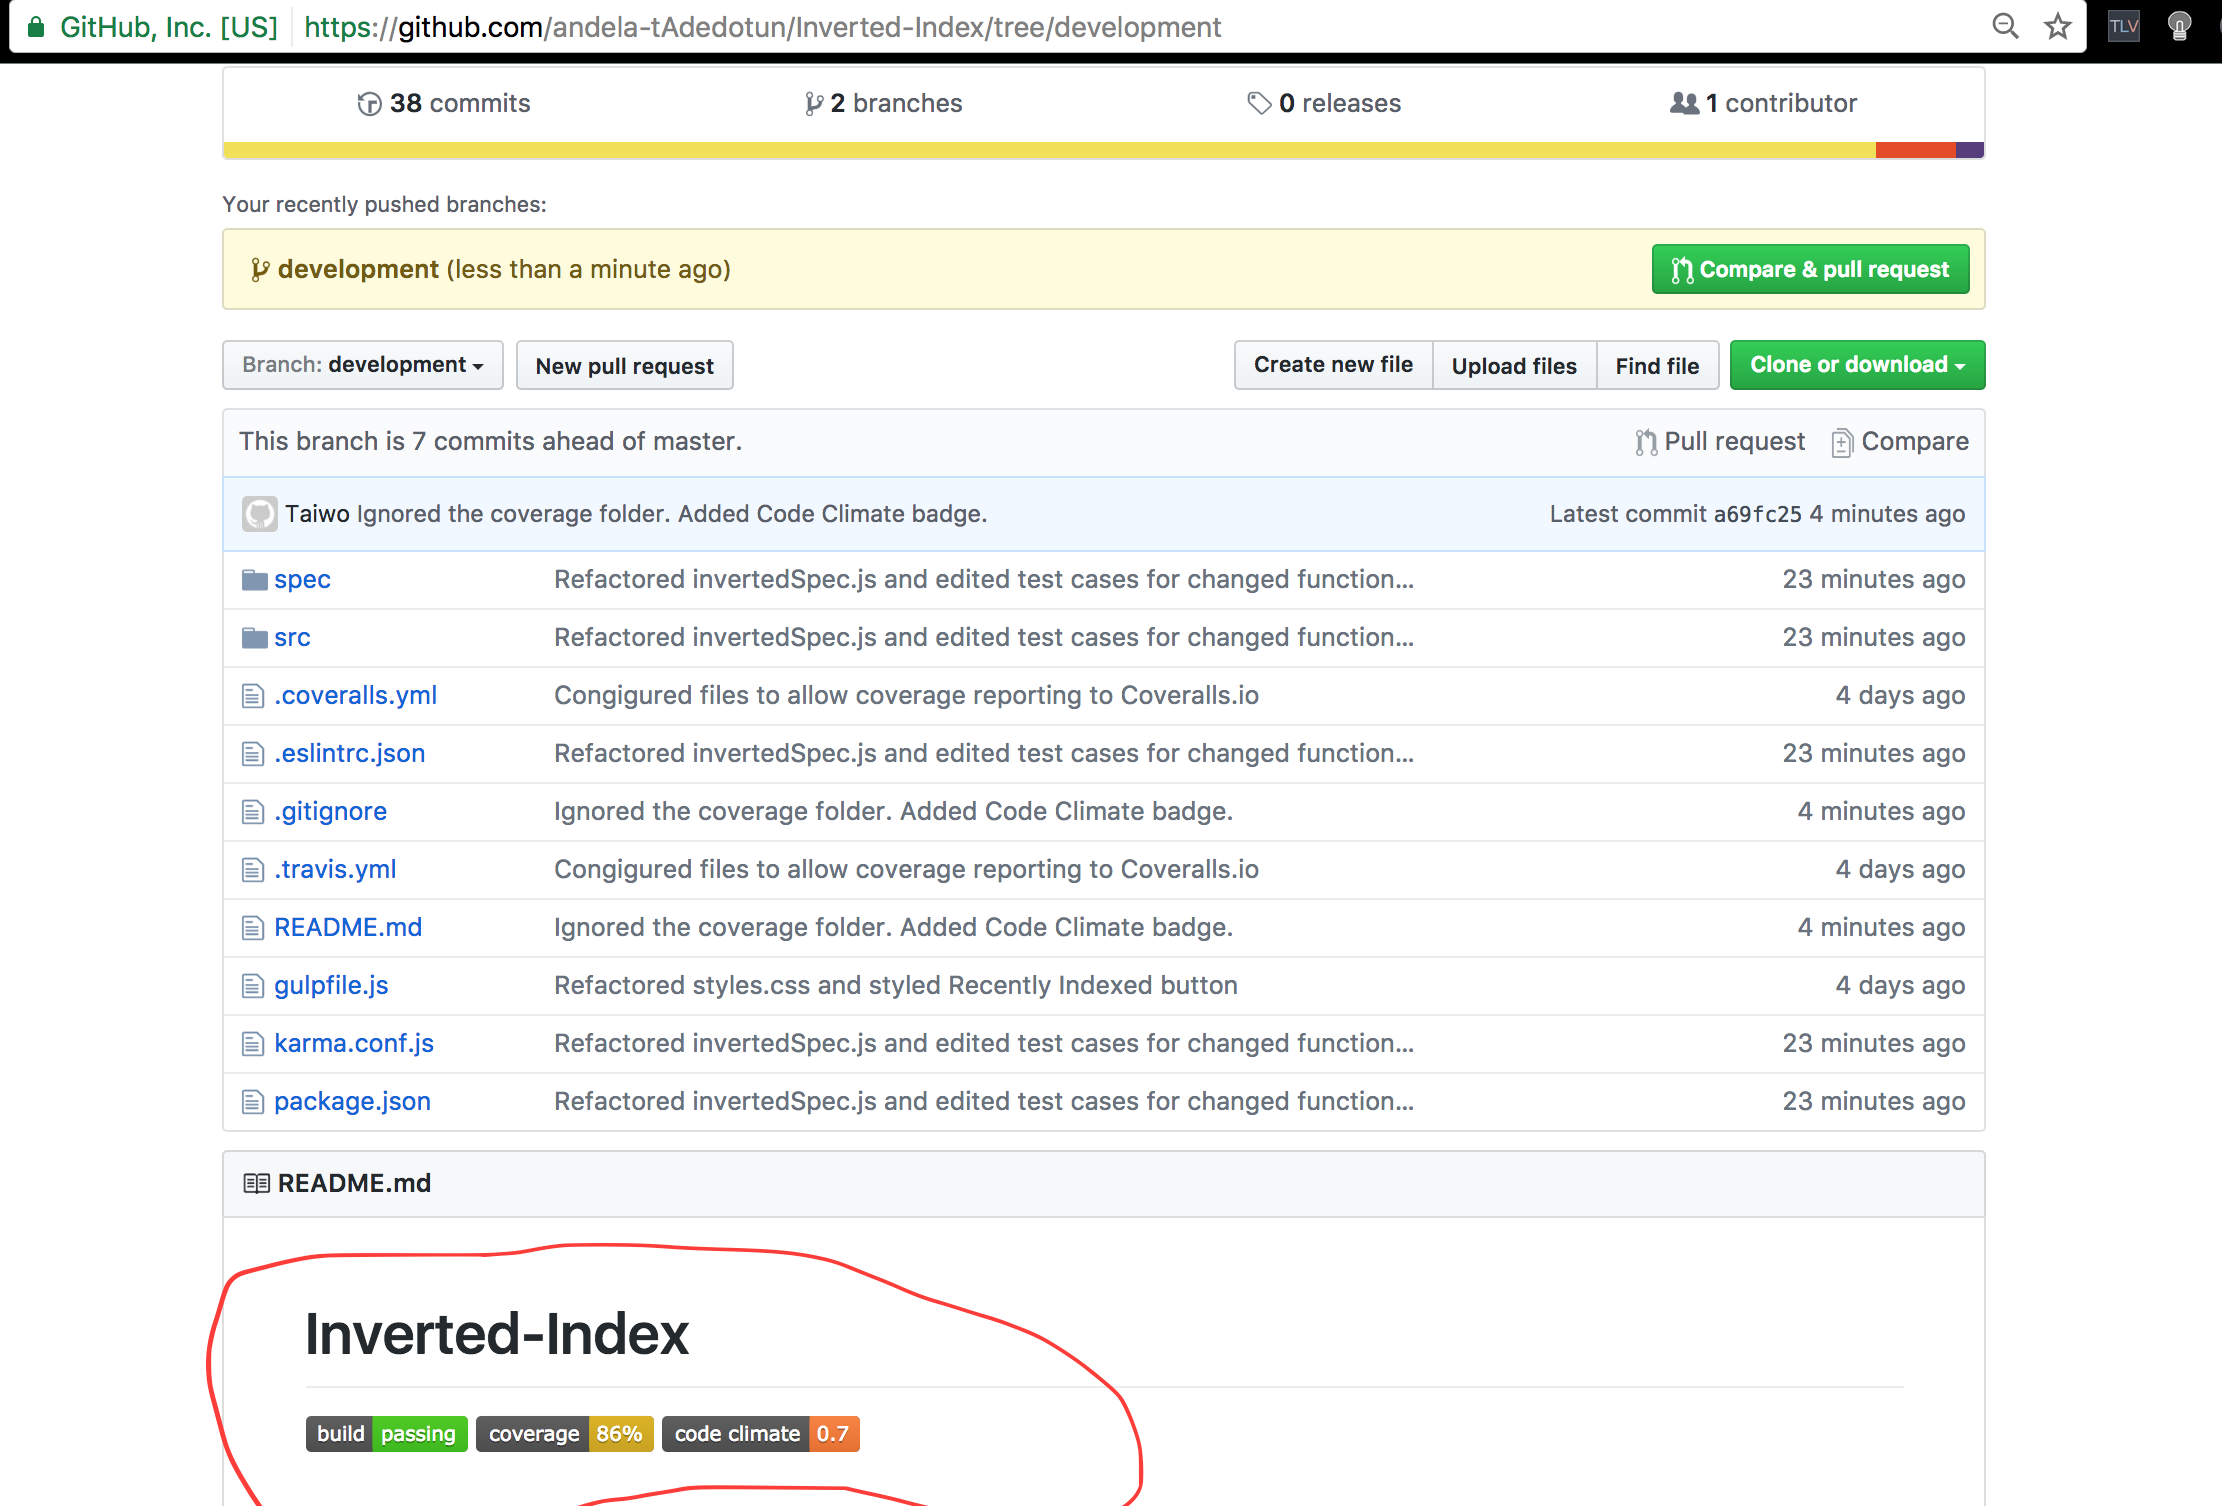 GitHub, Inc. [US] https://github.com/andela-tAdedotun/Inverted-Index/tree/development TLV
38 commits 2 branches 0 releases 1 contributor
Your recently pushed branches:
development (less than a minute ago) Compare & pull request
Branch: development New pull request Create new file Upload files Find file Clone or download
This branch is 7 commits ahead of master. Pull request Compare
Taiwo Ignored the coverage folder. Added Code Climate badge. Latest commit a69fc25 4 minutes ago
spec Refactored invertedSpec.js and edited test cases for changed function... 23 minutes ago
src Refactored invertedSpec.js and edited test cases for changed function... 23 minutes ago
.coveralls.yml Congigured files to allow coverage reporting to Coveralls.io 4 days ago
.eslintrc.json Refactored invertedSpec.js and edited test cases for changed function... 23 minutes ago
.gitignore Ignored the coverage folder. Added Code Climate badge. 4 minutes ago
.travis.yml Congigured files to allow coverage reporting to Coveralls.io 4 days ago
README.md Ignored the coverage folder. Added Code Climate badge. 4 minutes ago
gulpfile.js Refactored styles.css and styled Recently Indexed button 4 days ago
karma.conf.js Refactored invertedSpec.js and edited test cases for changed function... 23 minutes ago
package.json Refactored invertedSpec.js and edited test cases for changed function... 23 minutes ago
README.md
Inverted-Index
build passing coverage 86% code climate 0.7